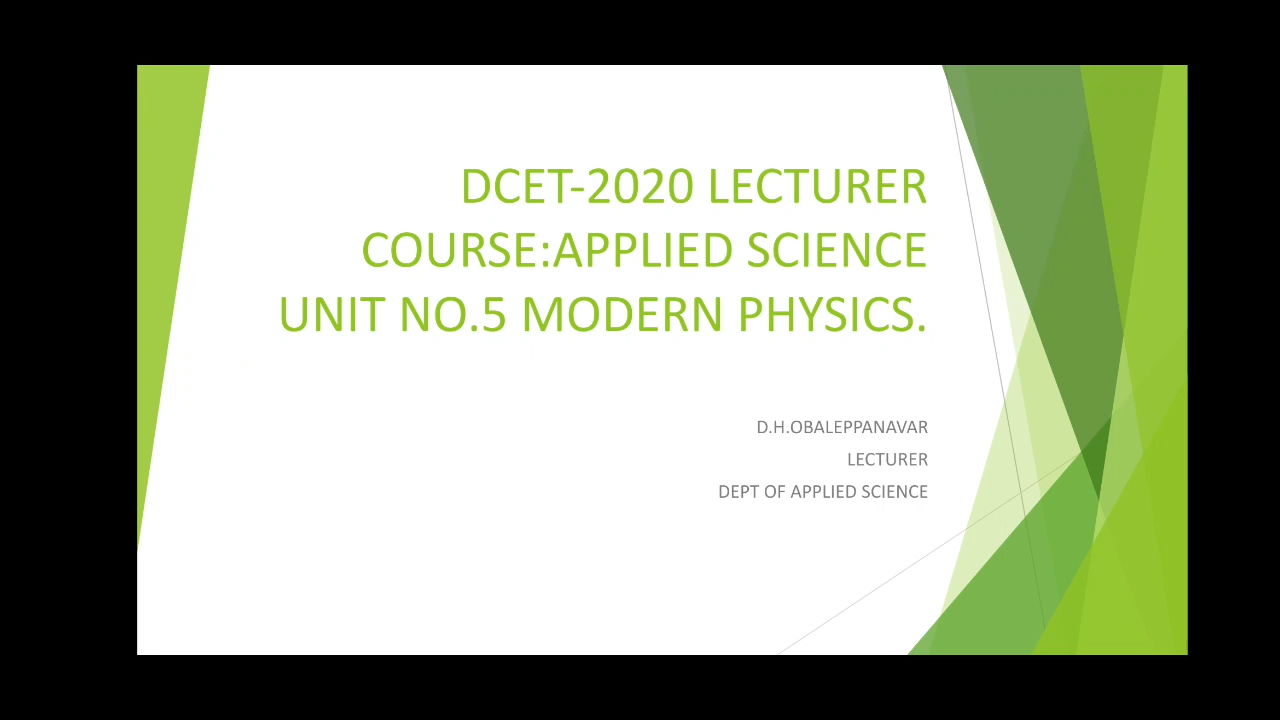 DCET-2020 LECTURER
COURSE:APPLIED SCIENCE
UNIT NO.5 MODERN PHYSICS.
D.H.OBALEPPANAVAR
LECTURER
DEPT OF APPLIED SCIENCE